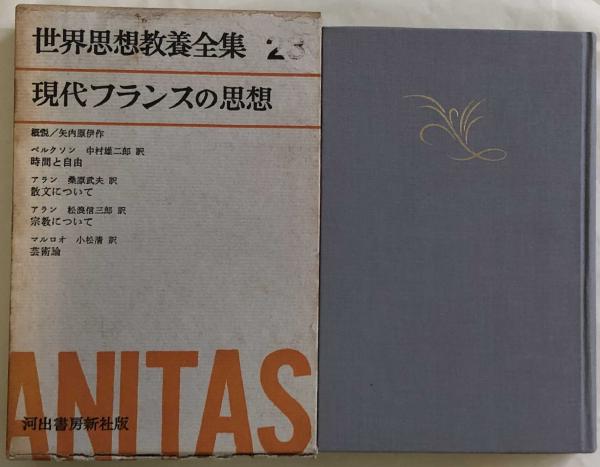 世界思想教養全集 23
現代フランスの思想
概説/矢内原伊作
ベルクソン 中村雄二郎 訳
時間と自由
アラン 桑原武夫 訳
散文について
アラン 松浪信三郎 訳
宗教について
マルロオ 小松清 訳
芸術論
ANITAS
河出書房新社版